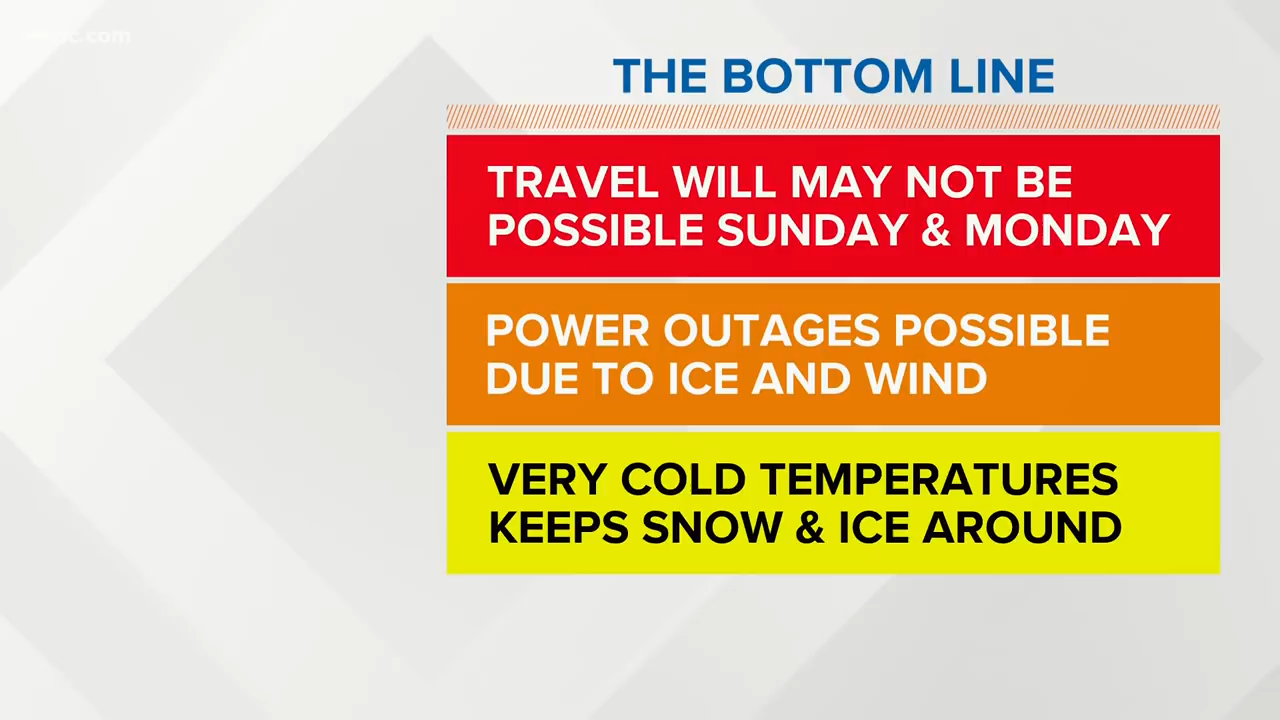 THE BOTTOM LINE
TRAVEL WILL MAY NOT BE
POSSIBLE SUNDAY & MONDAY
POWER OUTAGES POSSIBLE
DUE TO ICE AND WIND
VERY COLD TEMPERATURES
KEEPS SNOW & ICE AROUND